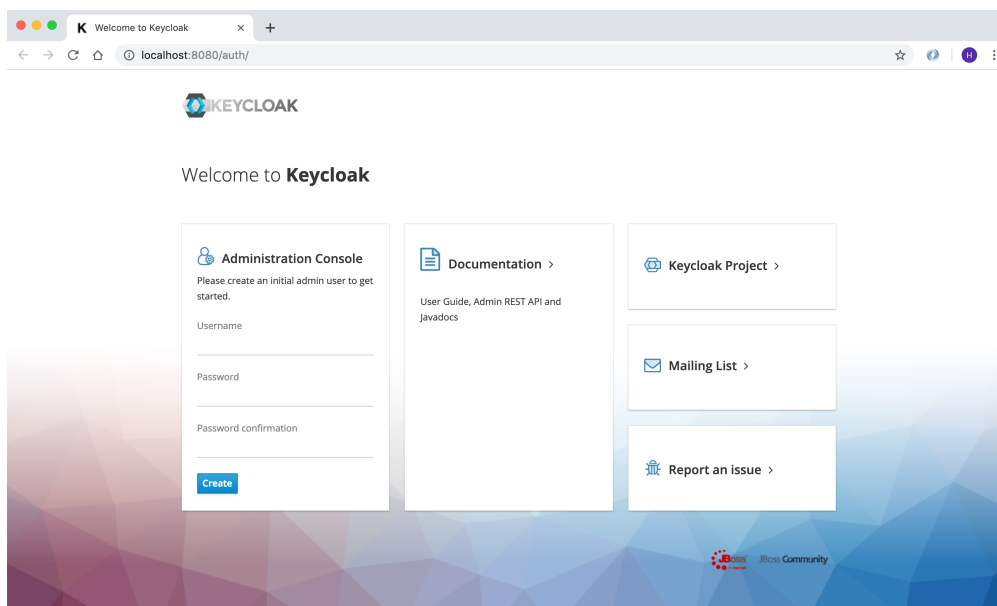 Welcome to Keycloak
localhost:8080/auth/
H
KEYCLOAK
Welcome to Keycloak
Administration Console
Please create an initial admin user to get
started.
Username
Password
Password confirmation
Create
Documentation >
User Guide, Admin REST API and
Javadocs
Keycloak Project >
Mailing List >
Report an issue >
JBoss
JBoss Community